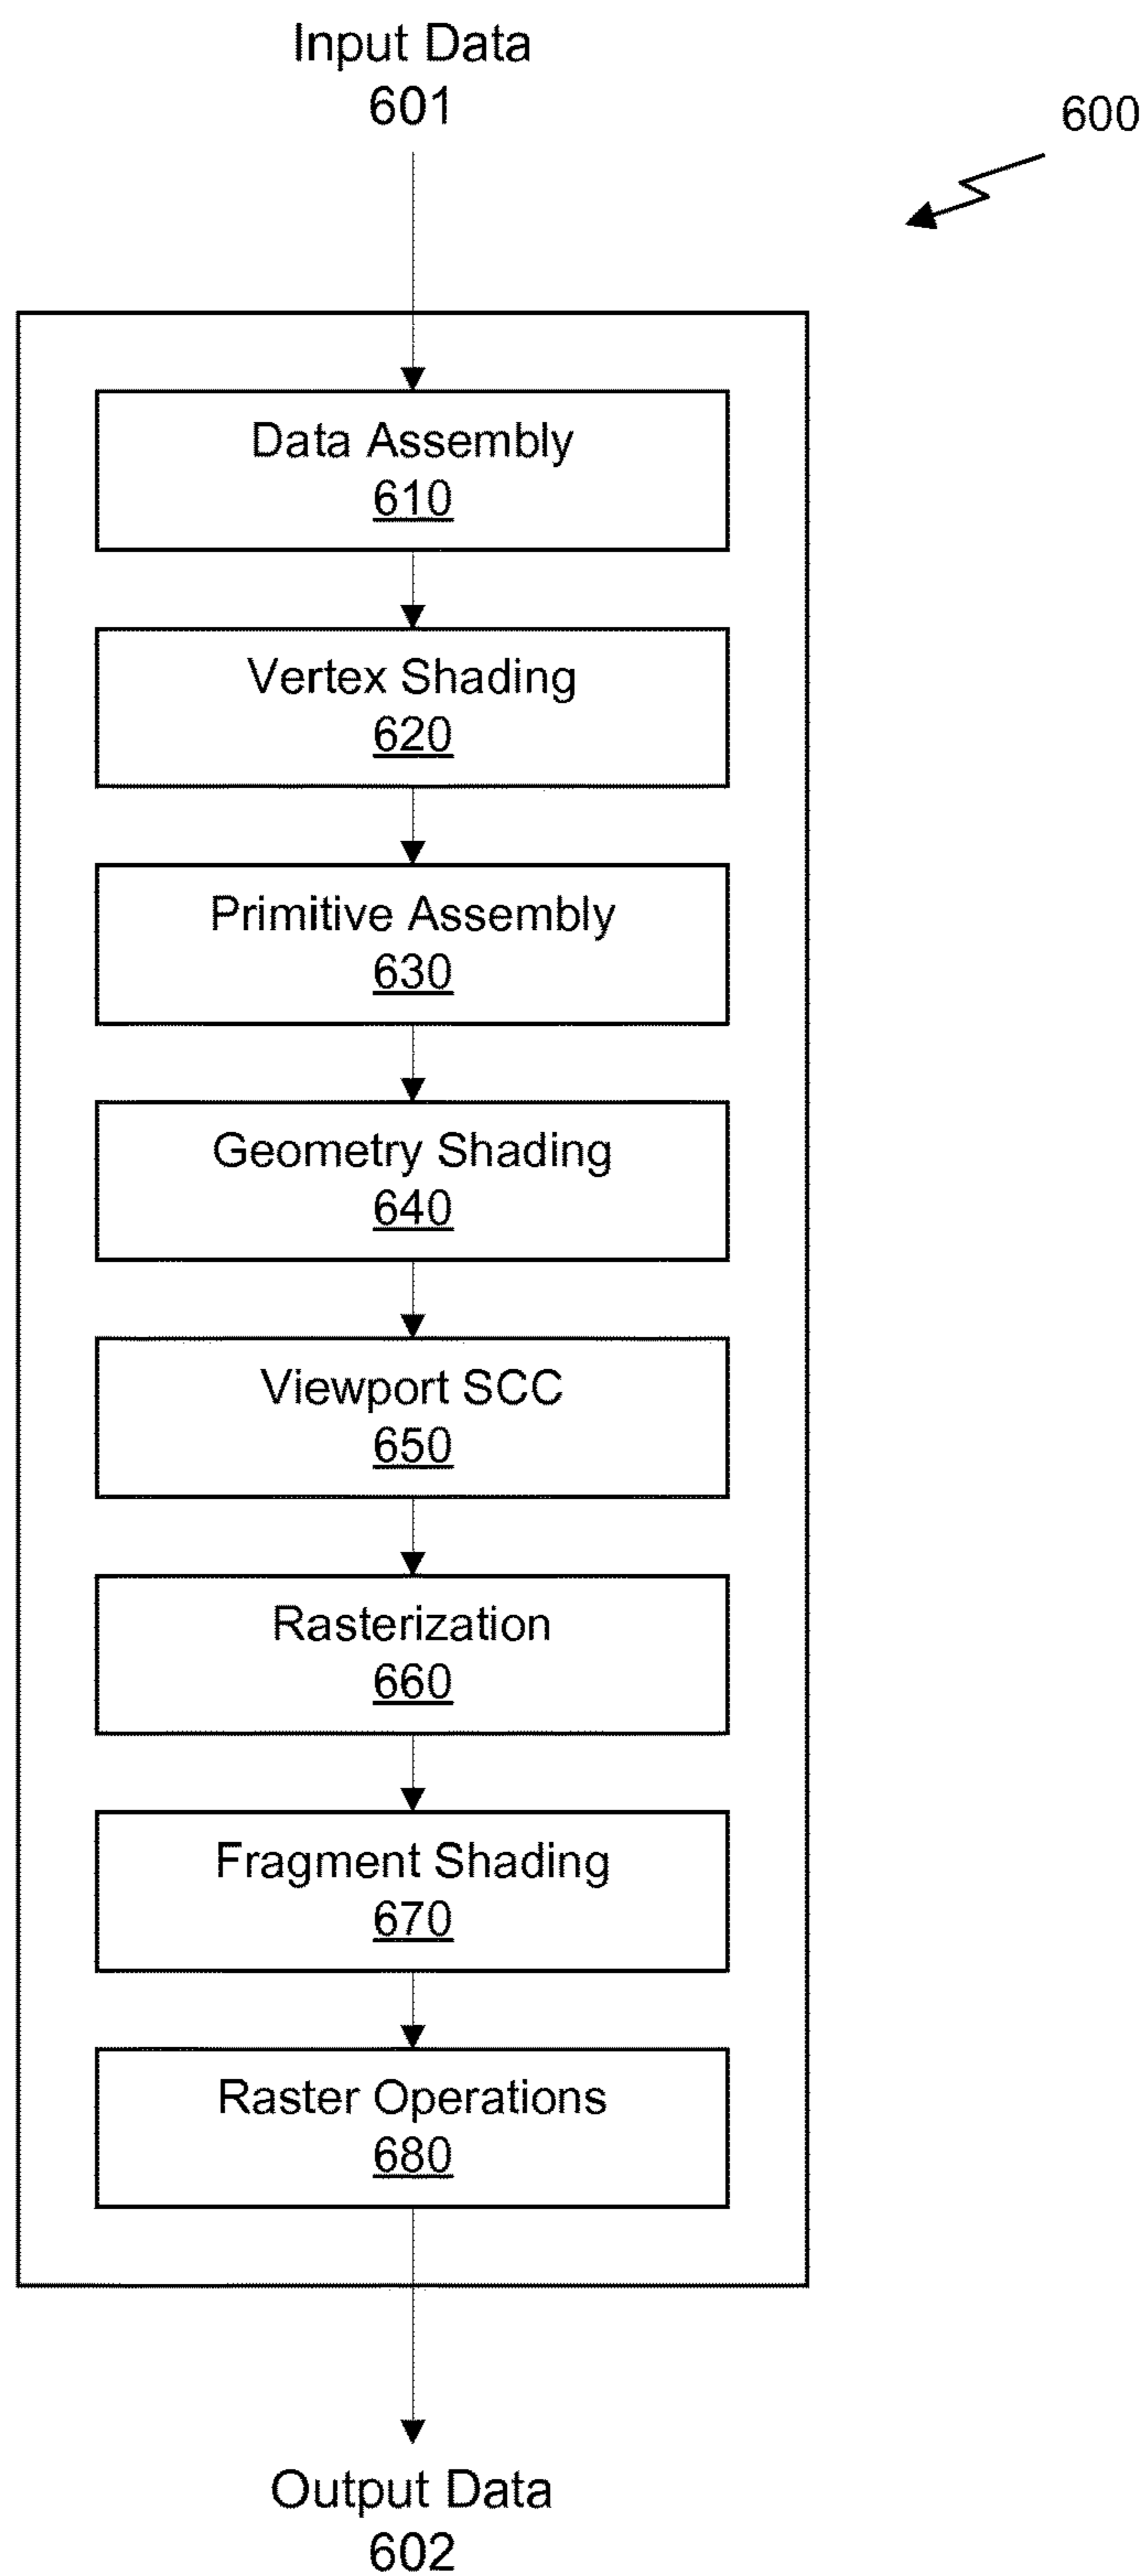 Input Data
601
600
Data Assembly
610
Vertex Shading
620
Primitive Assembly
630
Geometry Shading
640
Viewport SCC
650
Rasterization
660
Fragment Shading
670
Raster Operations
680
Output Data
602